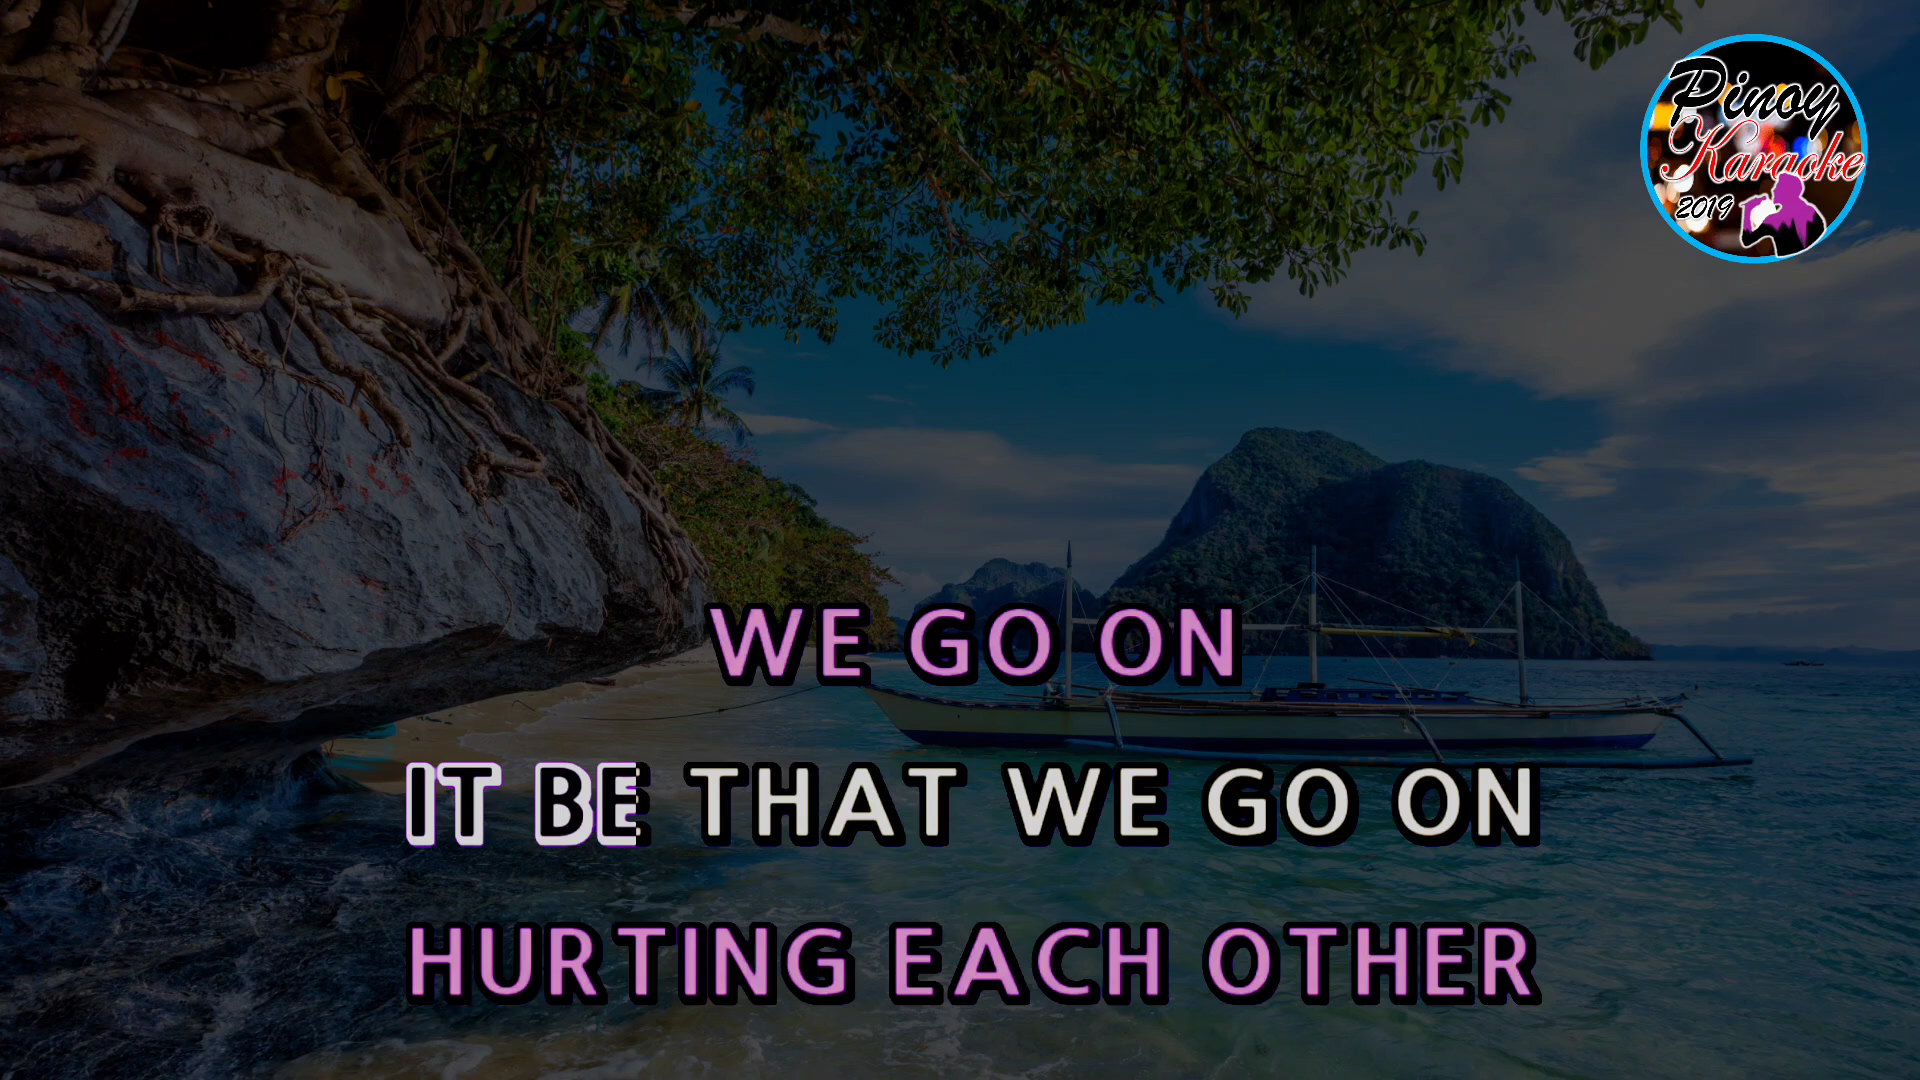 Pinoy
Karaoke
2019
WE GO ON
IT BE THAT WE GO ON
HURTING EACH OTHER